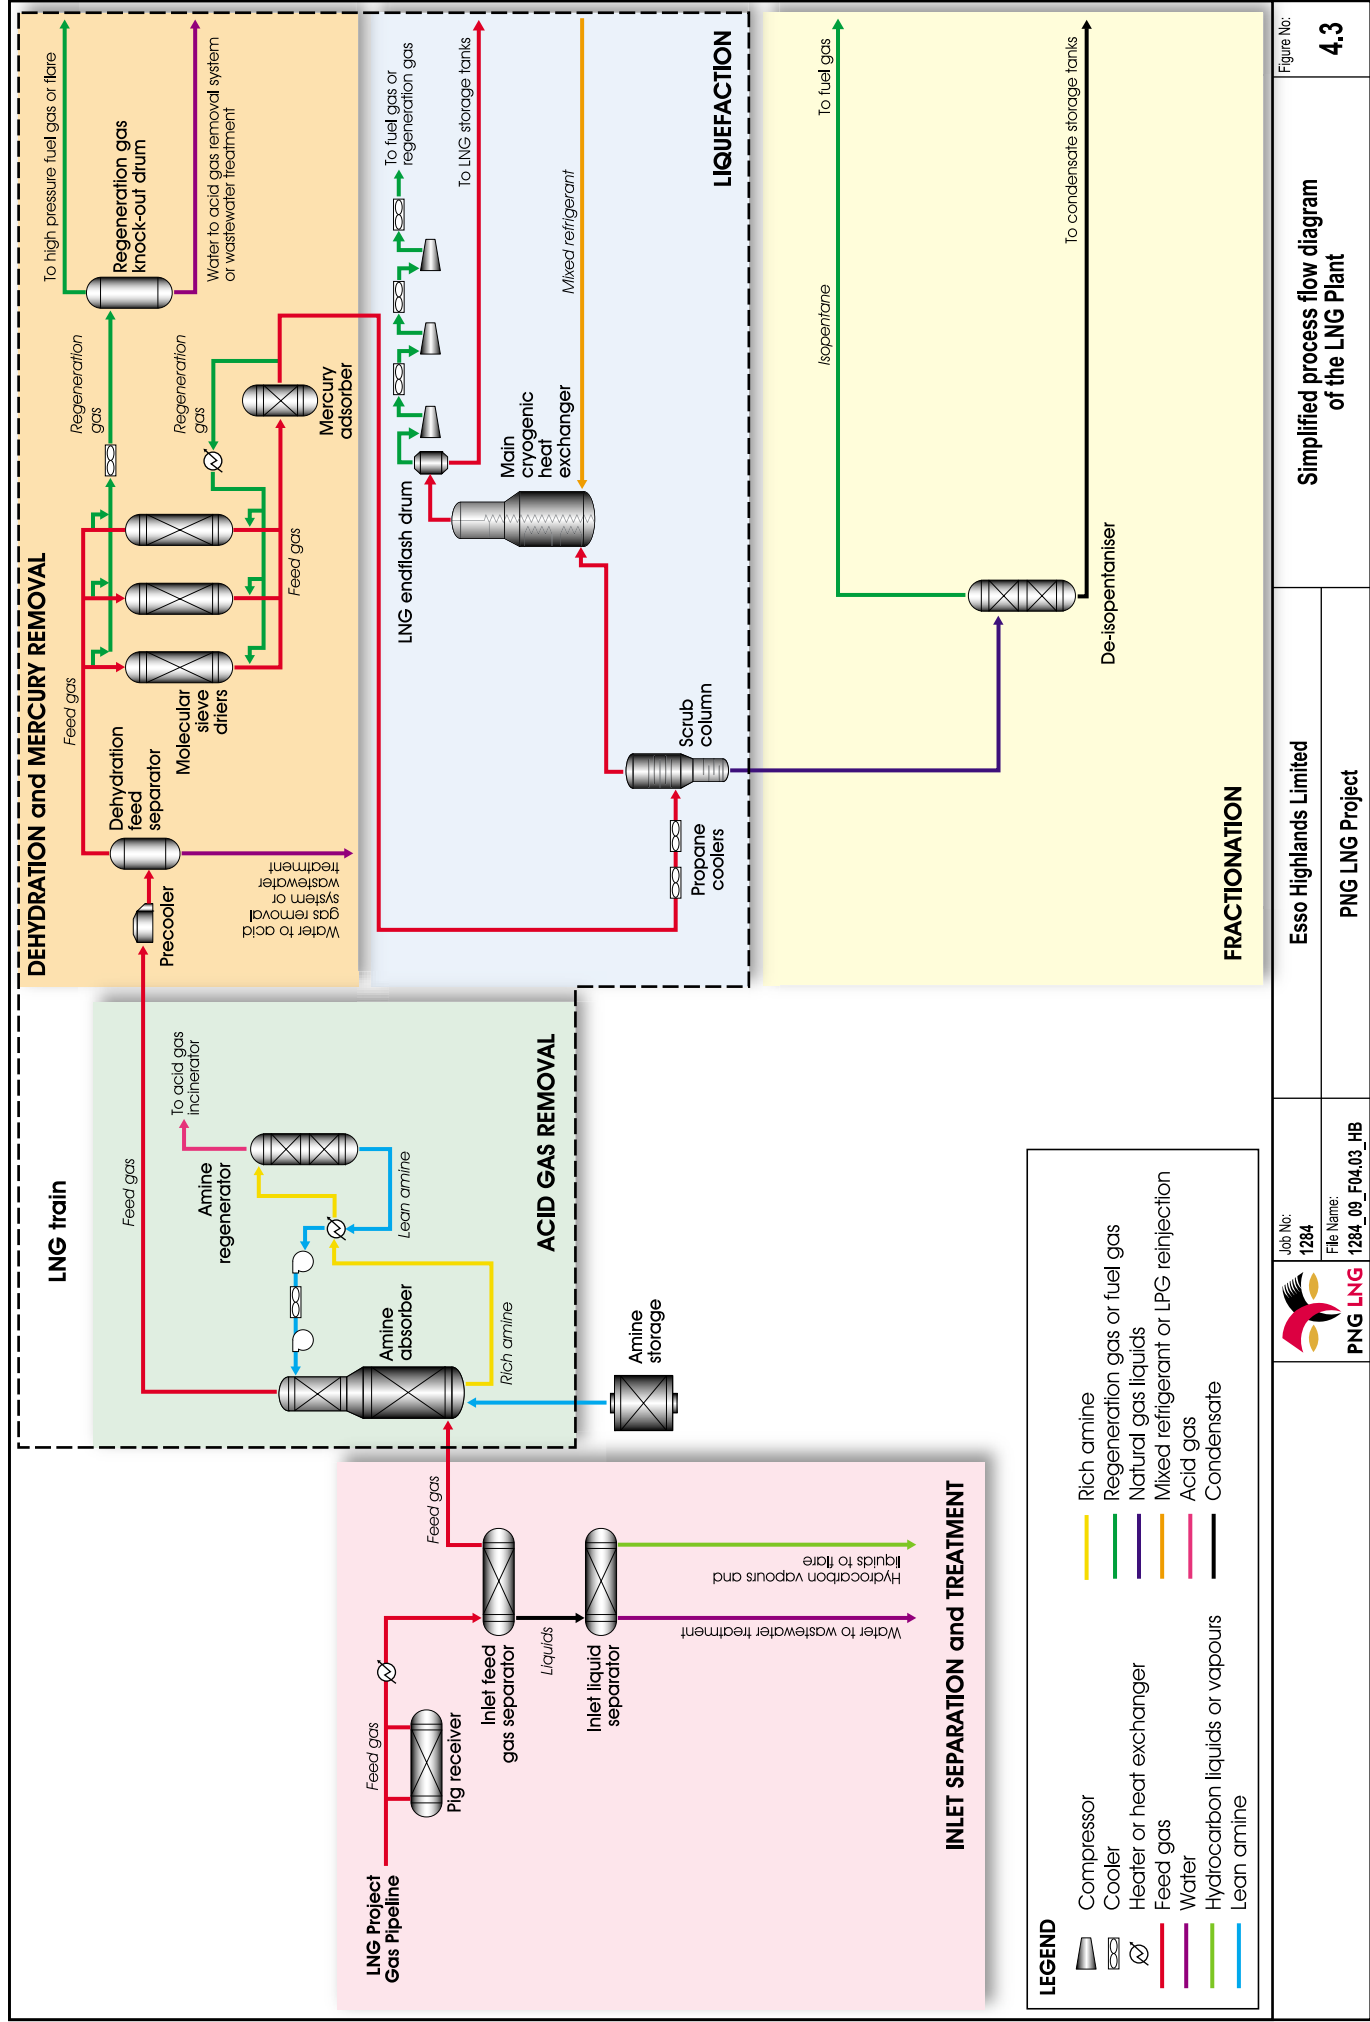 LNG train
LNG Project
Gas Pipeline
Feed gas
Pig receiver
Inlet feed
gas separator
Liquids
Inlet liquid
separator
Water to wastewater treatment
Hydrocarbon vapours and
liquids to flare
Feed gas
INLET SEPARATION and TREATMENT
Amine
storage
Rich amine
Amine
absorber
Lean amine
Amine
regenerator
To acid gas
incinerator
Feed gas
ACID GAS REMOVAL
DEHYDRATION and MERCURY REMOVAL
Precooler
Water to acid
gas removal
system or
wastewater
treatment
Dehydration
feed
separator
Feed gas
Molecular
sieve
driers
Feed gas
Regeneration
gas
Regeneration
gas
Mercury
adsorber
Regeneration gas
knock-out drum
To high pressure fuel gas or flare
Water to acid gas removal system
or wastewater treatment
Propane
coolers
Scrub
column
LNG endflash drum
Main
cryogenic
heat
exchanger
Mixed refrigerant
To fuel gas or
regeneration gas
To LNG storage tanks
LIQUEFACTION
De-isopentaniser
Isopentane
To fuel gas
To condensate storage tanks
FRACTIONATION
LEGEND
Compressor
Cooler
Heater or heat exchanger
Feed gas
Water
Hydrocarbon liquids or vapours
Lean amine
Rich amine
Regeneration gas or fuel gas
Natural gas liquids
Mixed refrigerant or LPG reinjection
Acid gas
Condensate
PNG LNG
Job No:
1284
File Name:
1284_09_F04.03_HB
Esso Highlands Limited
PNG LNG Project
Simplified process flow diagram
of the LNG Plant
Figure No:
4.3